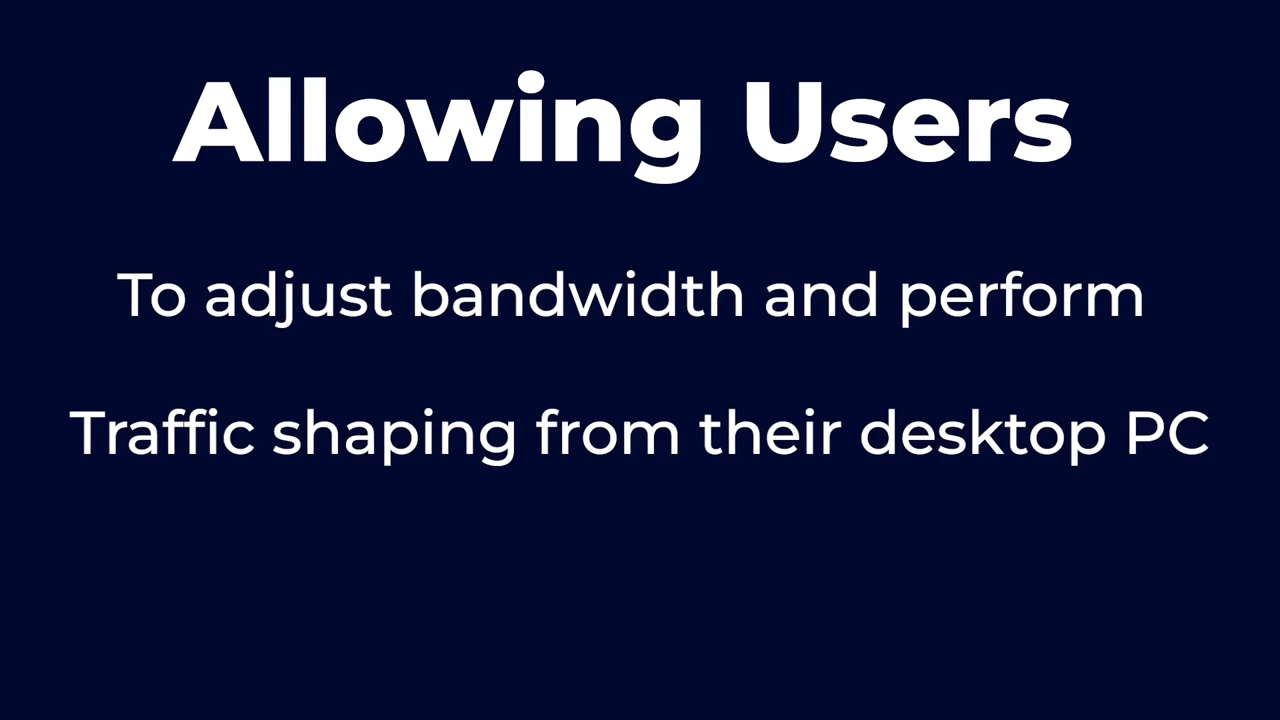 Allowing Users
To adjust bandwidth and perform
Traffic shaping from their desktop PC